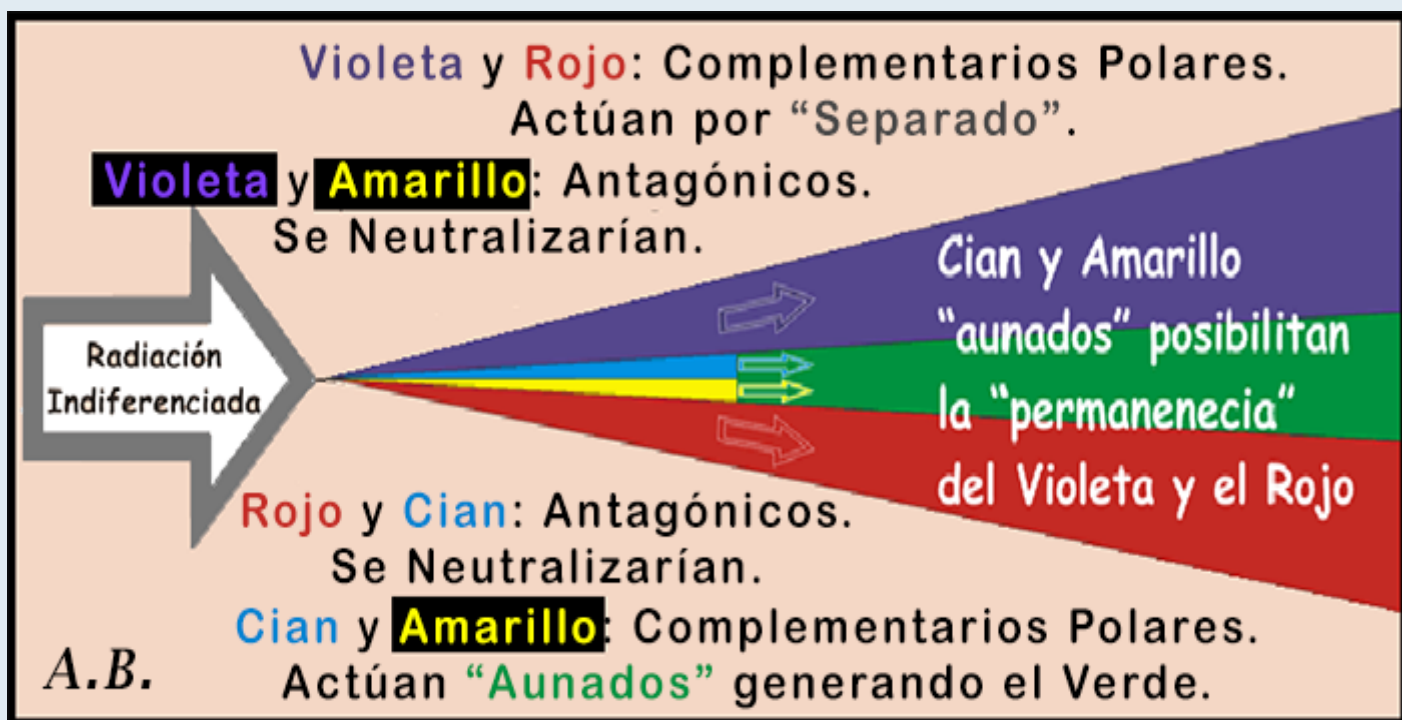 Violeta y Rojo: Complementarios Polares.
Actúan por “Separado”.
Violeta y Amarillo: Antagónicos.
Se Neutralizarían.
Radiación
Indiferenciada
Cian y Amarillo
“aunados” posibilitan
la “permanenecia”
del Violeta y el Rojo
Rojo y Cian: Antagónicos.
Se Neutralizarían.
Cian y Amarillo: Complementarios Polares.
Actúan “Aunados” generando el Verde.
A.B.